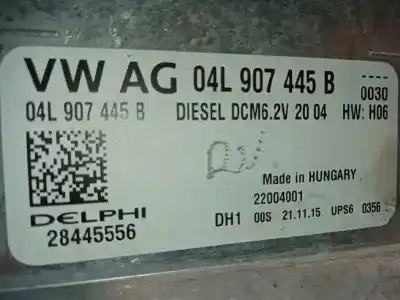 VW AG 04L 907 445 B
----
0030
04L 907 445 B DIESEL DCM6.2V 20 04 HW: H06
Made in HUNGARY
22004001
DELPHI
28445556
DH1 00S 21.11.15 UPS6 0356